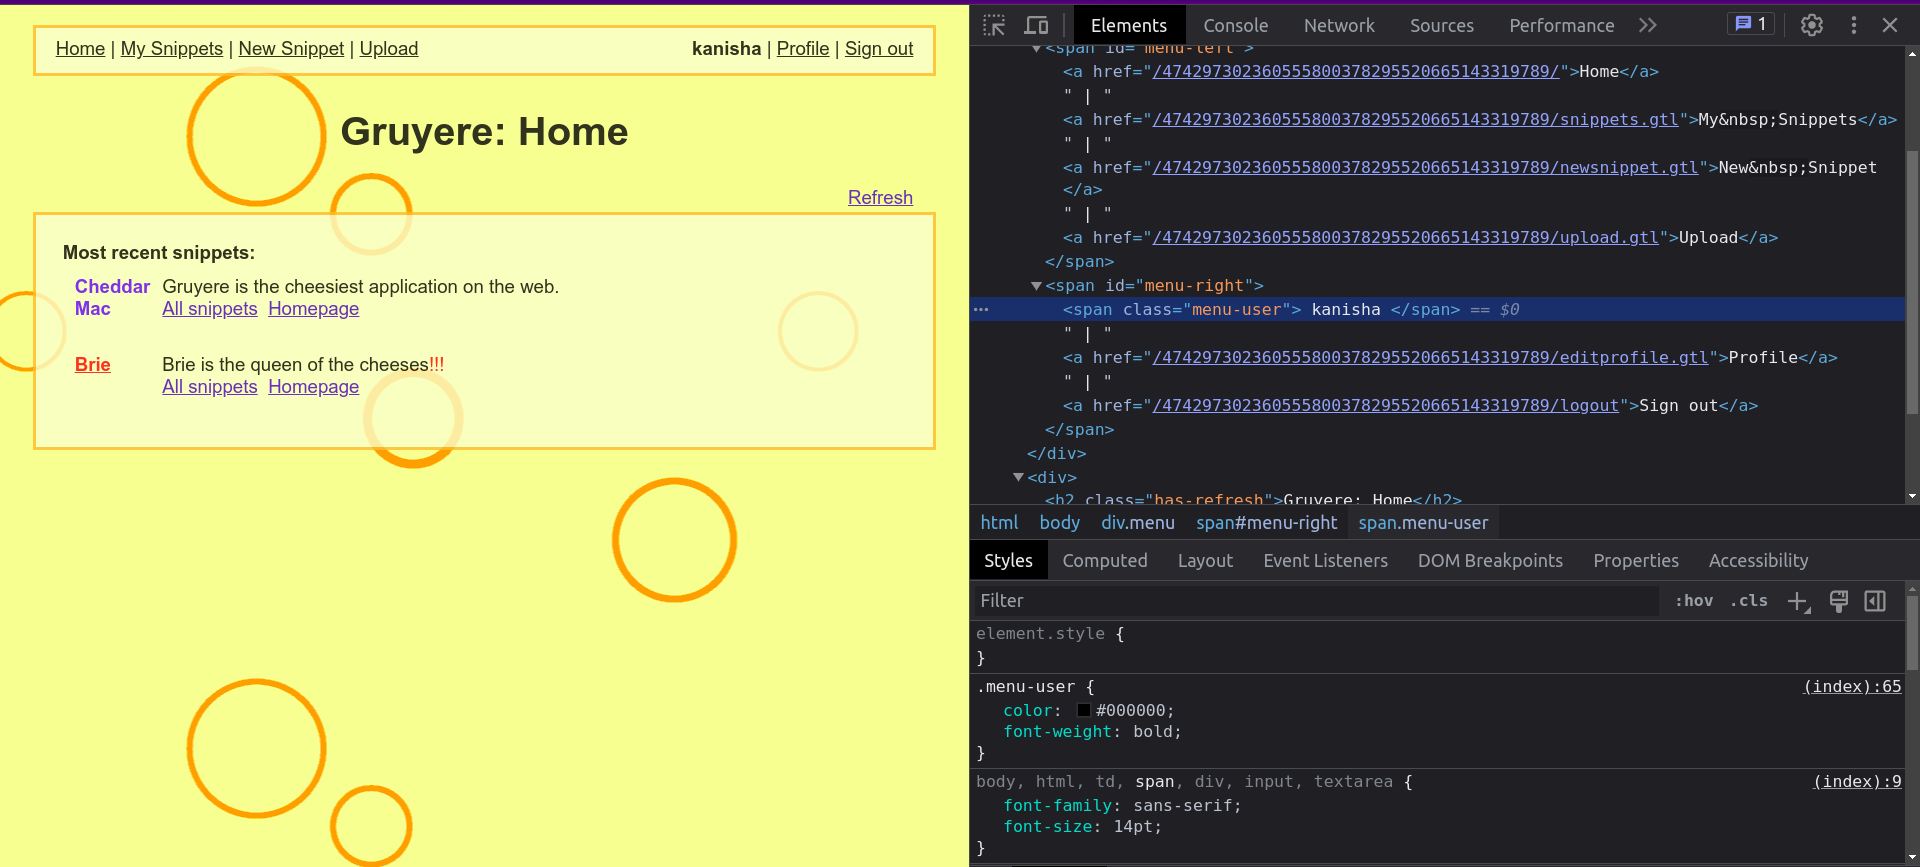 Home | My Snippets | New Snippet | Upload
kanisha | Profile | Sign out
Gruyere: Home
Refresh
Most recent snippets:
Cheddar Mac
Gruyere is the cheesiest application on the web.
All snippets Homepage
Brie
Brie is the queen of the cheeses!!!
All snippets Homepage
Elements Console Network Sources Performance 1
<span id="menu-left">
<a href="/474297302360555800378295520665143319789/">Home</a>
" | "
<a href="/474297302360555800378295520665143319789/snippets.gtl">My&nbsp;Snippets</a>
" | "
<a href="/474297302360555800378295520665143319789/newsnippet.gtl">New&nbsp;Snippet
</a>
" | "
<a href="/474297302360555800378295520665143319789/upload.gtl">Upload</a>
</span>
<span id="menu-right">
<span class="menu-user"> kanisha </span> == $0
" | "
<a href="/474297302360555800378295520665143319789/editprofile.gtl">Profile</a>
" | "
<a href="/474297302360555800378295520665143319789/logout">Sign out</a>
</span>
</div>
<div>
<h2 class="has-refresh">Gruyere: Home</h2>
html body div.menu span#menu-right span.menu-user
Styles Computed Layout Event Listeners DOM Breakpoints Properties Accessibility
Filter :hov .cls
element.style {
}
.menu-user { (index):65
color: #000000;
font-weight: bold;
}
body, html, td, span, div, input, textarea { (index):9
font-family: sans-serif;
font-size: 14pt;
}